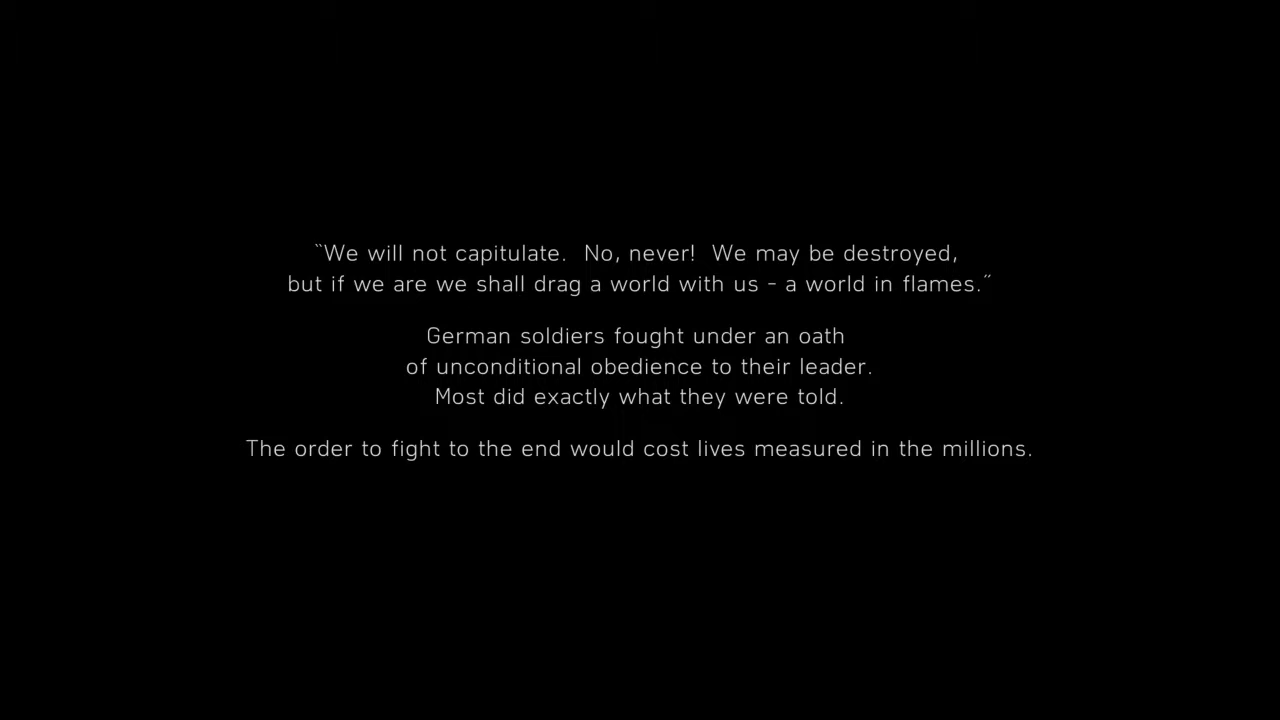 “We will not capitulate.  No, never!  We may be destroyed,
but if we are we shall drag a world with us - a world in flames.”
German soldiers fought under an oath
of unconditional obedience to their leader.
Most did exactly what they were told.
The order to fight to the end would cost lives measured in the millions.